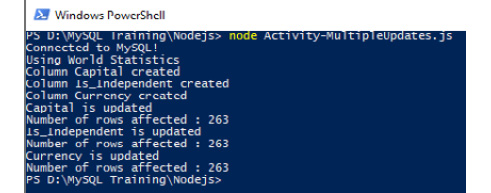 Windows PowerShell
PS D:\MySQL Training\Nodejs> node Activity-MultipleUpdates.js
Connected to MySQL!
Using World Statistics
Column Capital created
Column Is_Independent created
Column Currency created
Capital is updated
Number of rows affected : 263
Is_Independent is updated
Number of rows affected : 263
Currency is updated
Number of rows affected : 263
PS D:\MySQL Training\Nodejs>